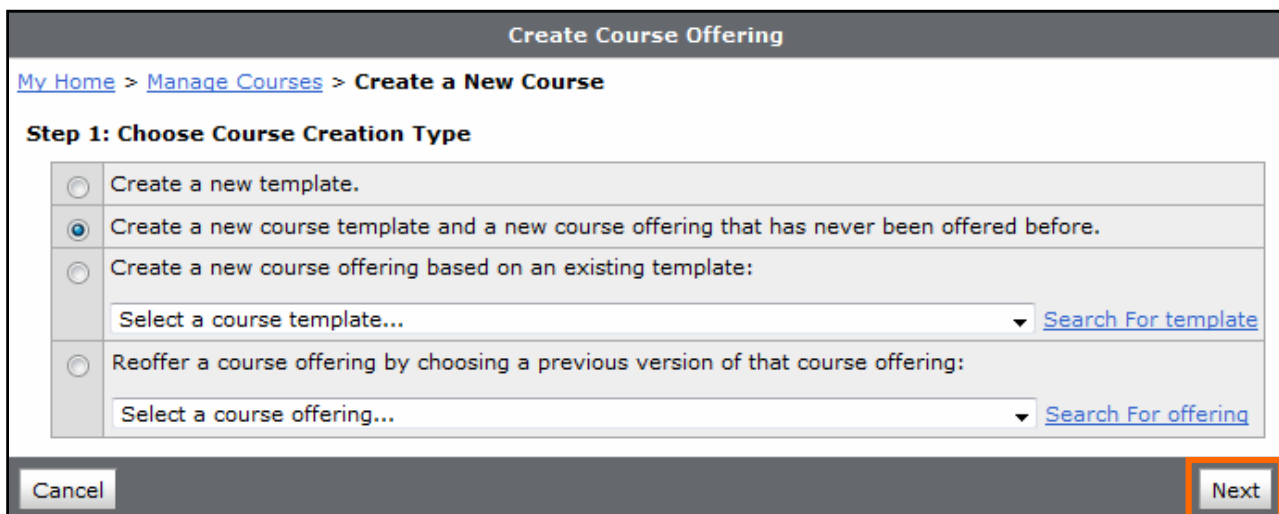 Create Course Offering
My Home > Manage Courses > Create a New Course
Step 1: Choose Course Creation Type
Create a new template.
Create a new course template and a new course offering that has never been offered before.
Create a new course offering based on an existing template:
Select a course template... Search For template
Reoffer a course offering by choosing a previous version of that course offering:
Select a course offering... Search For offering
Cancel Next